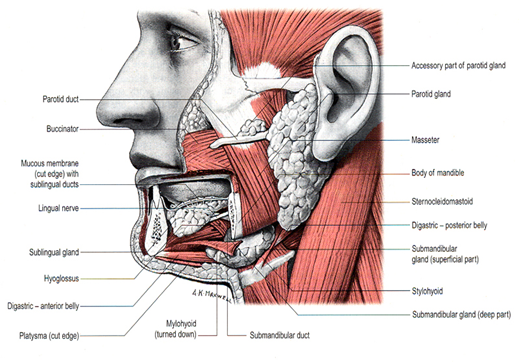 Parotid duct
Buccinator
Mucous membrane
(cut edge) with
sublingual ducts
Lingual nerve
Sublingual gland
Hyoglossus
Digastric – anterior belly
Platysma (cut edge)
Mylohyoid
(turned down)
Submandibular duct
A.K. MAXWELL
Accessory part of parotid gland
Parotid gland
Masseter
Body of mandible
Sternocleidomastoid
Digastric – posterior belly
Submandibular
gland (superficial part)
Stylohyoid
Submandibular gland (deep part)